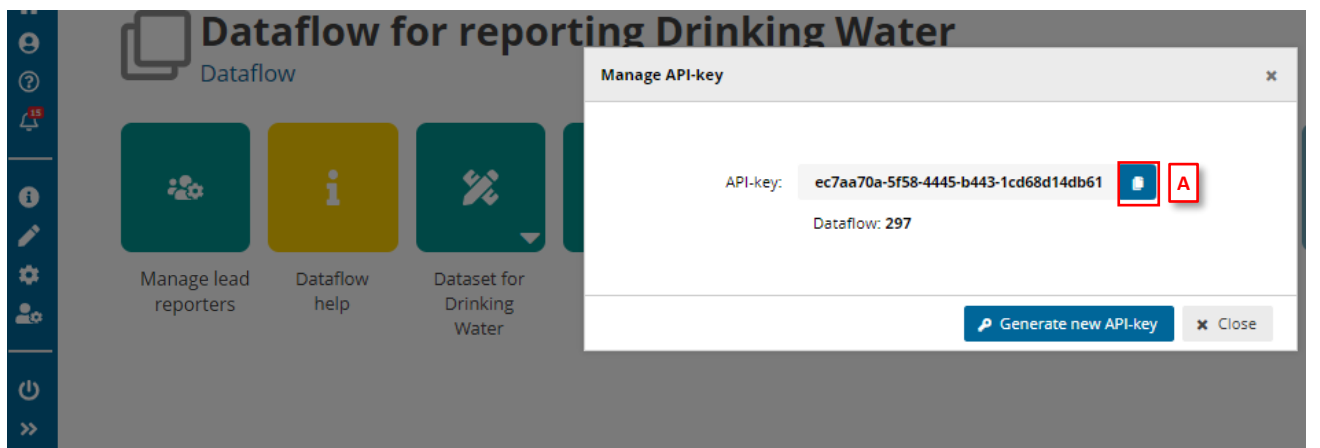 Dataflow for reporting Drinking Water
Dataflow
15
Manage API-key
API-key: ec7aa70a-5f58-4445-b443-1cd68d14db61
A
Dataflow: 297
Manage lead
reporters
Dataflow
help
Dataset for
Drinking
Water
Generate new API-key
Close